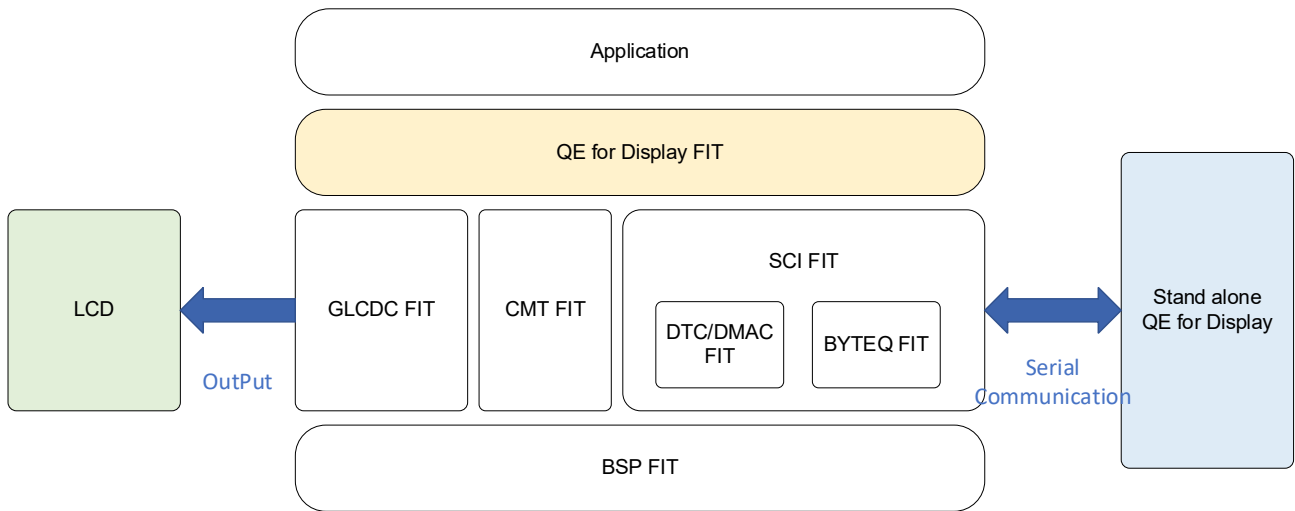 Application
QE for Display FIT
LCD
OutPut
GLCDC FIT
CMT FIT
SCI FIT
DTC/DMAC
FIT
BYTEQ FIT
Serial
Communication
Stand alone
QE for Display
BSP FIT